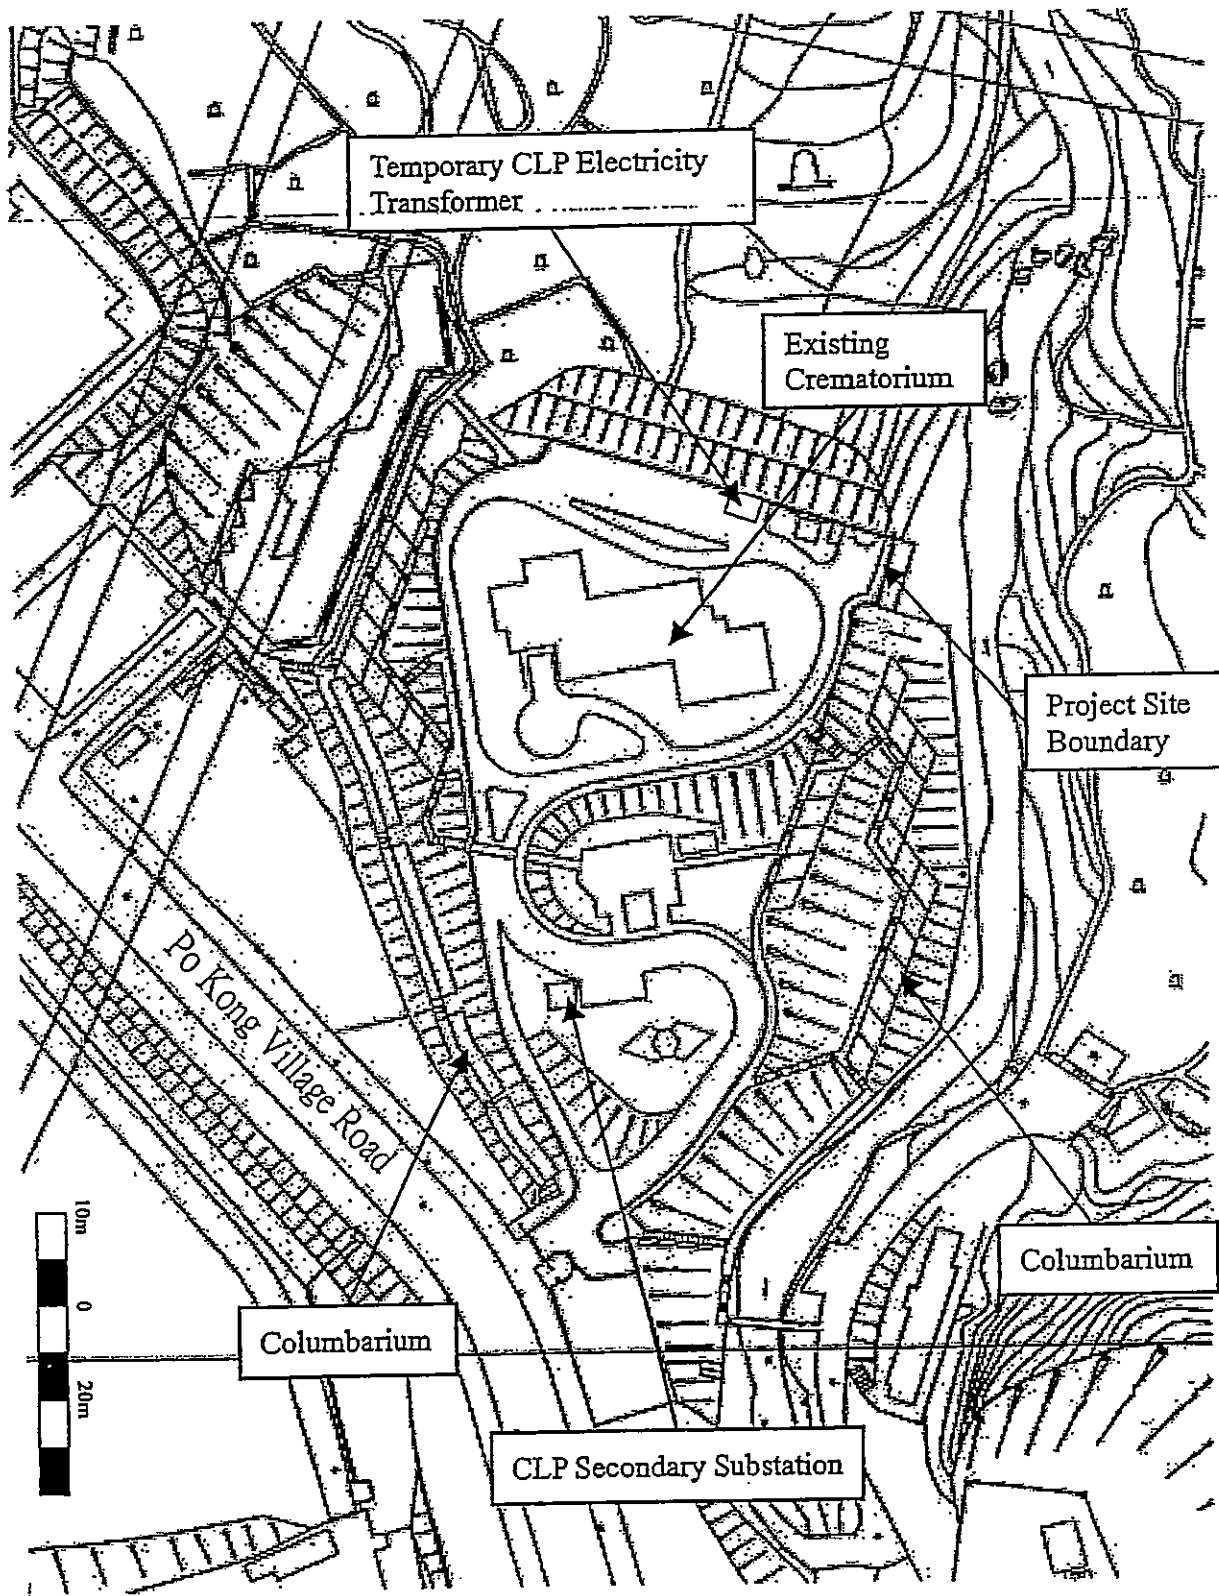 Temporary CLP Electricity
Transformer
Existing
Crematorium
Project Site
Boundary
Po Kong Village Road
10m
0
20m
Columbarium
Columbarium
CLP Secondary Substation